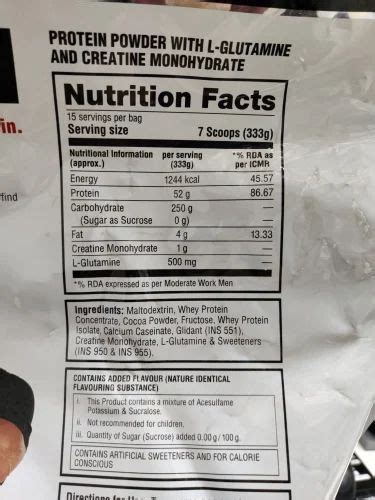 PROTEIN POWDER WITH L-GLUTAMINE
AND CREATINE MONOHYDRATE
Nutrition Facts
15 servings per bag
Serving size 7 Scoops (333g)
Nutritional Information per serving *% RDA as
(approx.) (333g) per ICMR
Energy 1244 kcal 45.57
Protein 52 g 86.67
Carbohydrate 250 g —
(Sugar as Sucrose 0 g) —
Fat 4 g 13.33
Creatine Monohydrate 1 g —
L-Glutamine 500 mg —
*% RDA expressed as per Moderate Work Men
Ingredients: Maltodextrin, Whey Protein
Concentrate, Cocoa Powder, Fructose, Whey Protein
Isolate, Calcium Caseinate, Glidant (INS 551),
Creatine Monohydrate, L-Glutamine & Sweeteners
(INS 950 & INS 955).
CONTAINS ADDED FLAVOUR (NATURE IDENTICAL
FLAVOURING SUBSTANCE)
i. This Product contains a mixture of Acesulfame
Potassium & Sucralose.
ii. Not recommended for children.
iii. Quantity of Sugar (Sucrose) added 0.00 g/100 g.
CONTAINS ARTIFICIAL SWEETENERS AND FOR CALORIE
CONSCIOUS
in.
find
Directions for